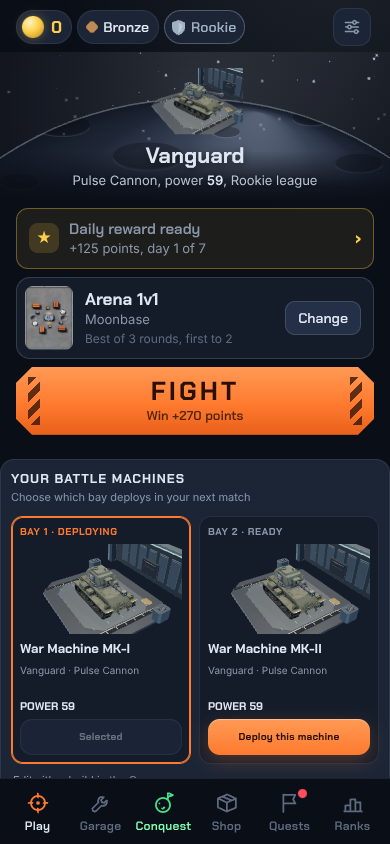 0 Bronze Rookie
Vanguard
Pulse Cannon, power 59, Rookie league
Daily reward ready
+125 points, day 1 of 7
Arena 1v1
Moonbase
Best of 3 rounds, first to 2
Change
FIGHT
Win +270 points
YOUR BATTLE MACHINES
Choose which bay deploys in your next match
BAY 1 · DEPLOYING
War Machine MK-I
Vanguard · Pulse Cannon
POWER 59
Selected
BAY 2 · READY
War Machine MK-II
Vanguard · Pulse Cannon
POWER 59
Deploy this machine
Play Garage Conquest Shop Quests Ranks